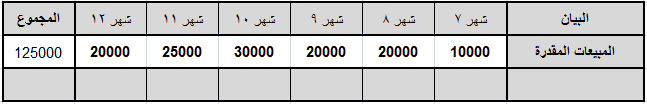 البيان شهر ٧ شهر ٨ شهر ٩ شهر ١٠ شهر ١١ شهر ١٢ المجموع
المبيعات المقدرة 10000 20000 20000 30000 25000 20000 125000